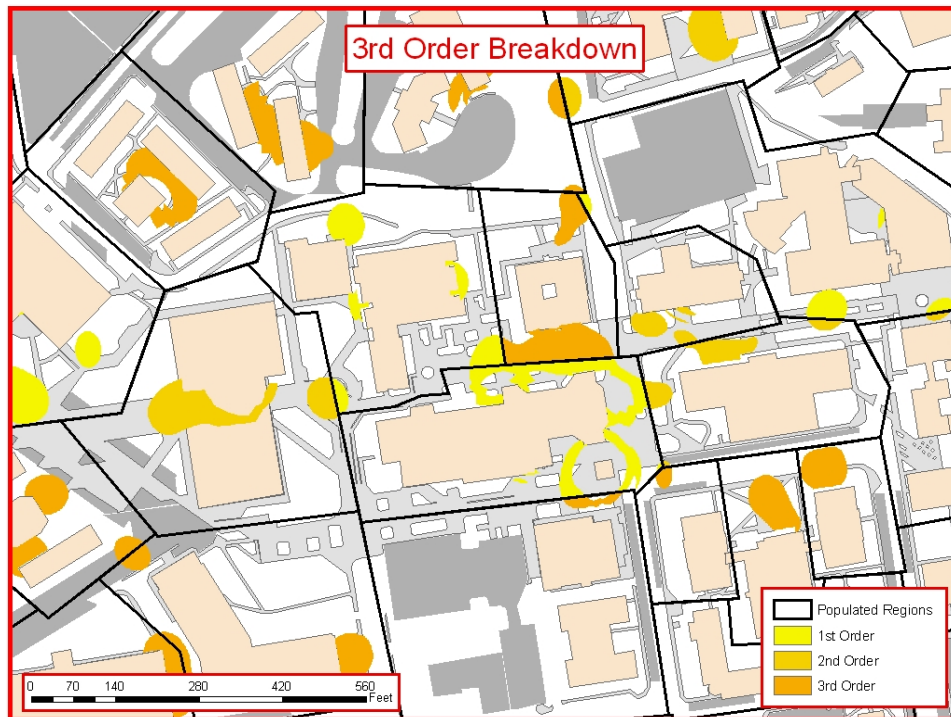 3rd Order Breakdown
Populated Regions
1st Order
2nd Order
3rd Order
0 70 140 280 420 560
Feet